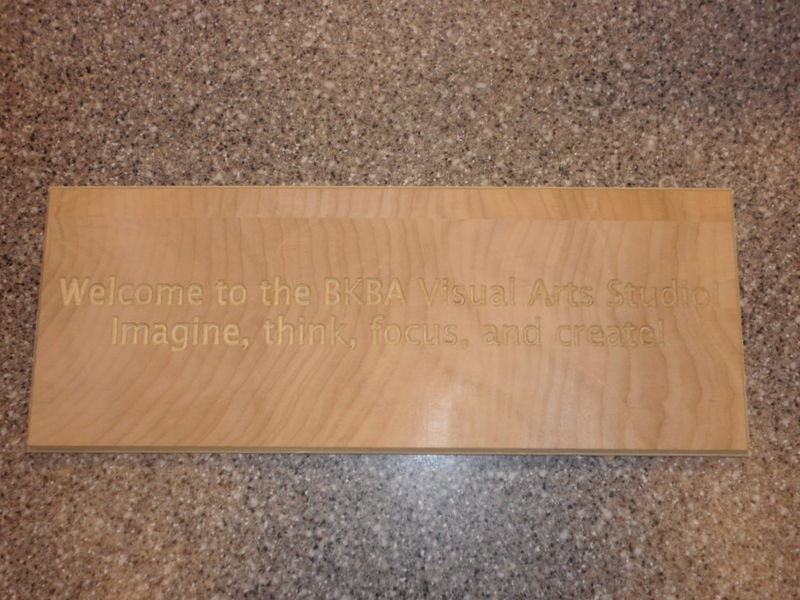 Welcome to the BKBA Visual Arts Studio!
Imagine, think, focus, and create!